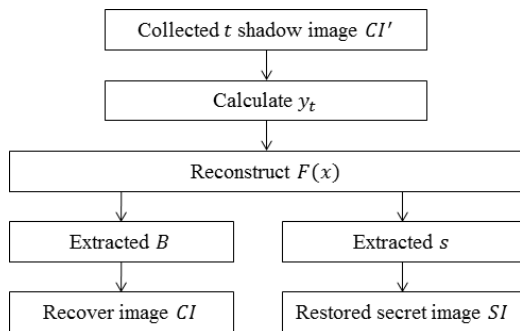 Collected t shadow image CI′
Calculate yₜ
Reconstruct F(x)
Extracted B
Extracted s
Recover image CI
Restored secret image SI